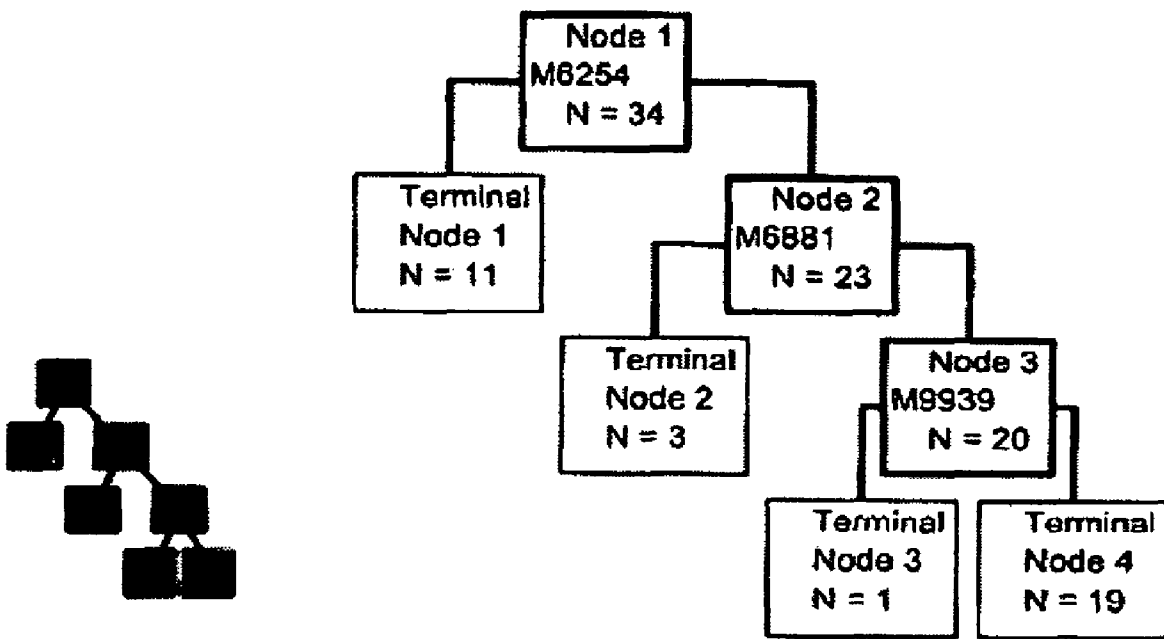 Node 1
M6254
N = 34
Terminal
Node 1
N = 11
Node 2
M6881
N = 23
Terminal
Node 2
N = 3
Node 3
M9939
N = 20
Terminal
Node 3
N = 1
Terminal
Node 4
N = 19